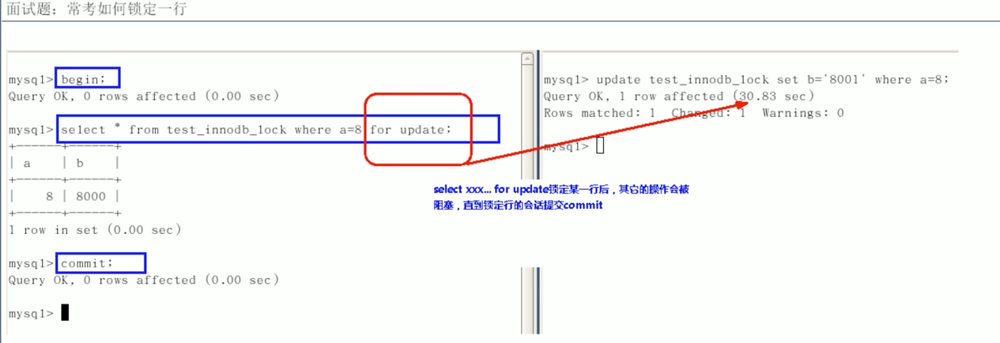 面试题：常考如何锁定一行
mysql> begin;
Query OK, 0 rows affected (0.00 sec)
mysql> select * from test_innodb_lock where a=8 for update;
+------+------+
| a | b |
+------+------+
| 8 | 8000 |
+------+------+
1 row in set (0.00 sec)
mysql> commit;
Query OK, 0 rows affected (0.00 sec)
mysql>
mysql> update test_innodb_lock set b='8001' where a=8;
Query OK, 1 row affected (30.83 sec)
Rows matched: 1 Changed: 1 Warnings: 0
mysql>
select xxx... for update锁定某一行后，其它的操作会被
阻塞，直到锁定行的会话提交commit